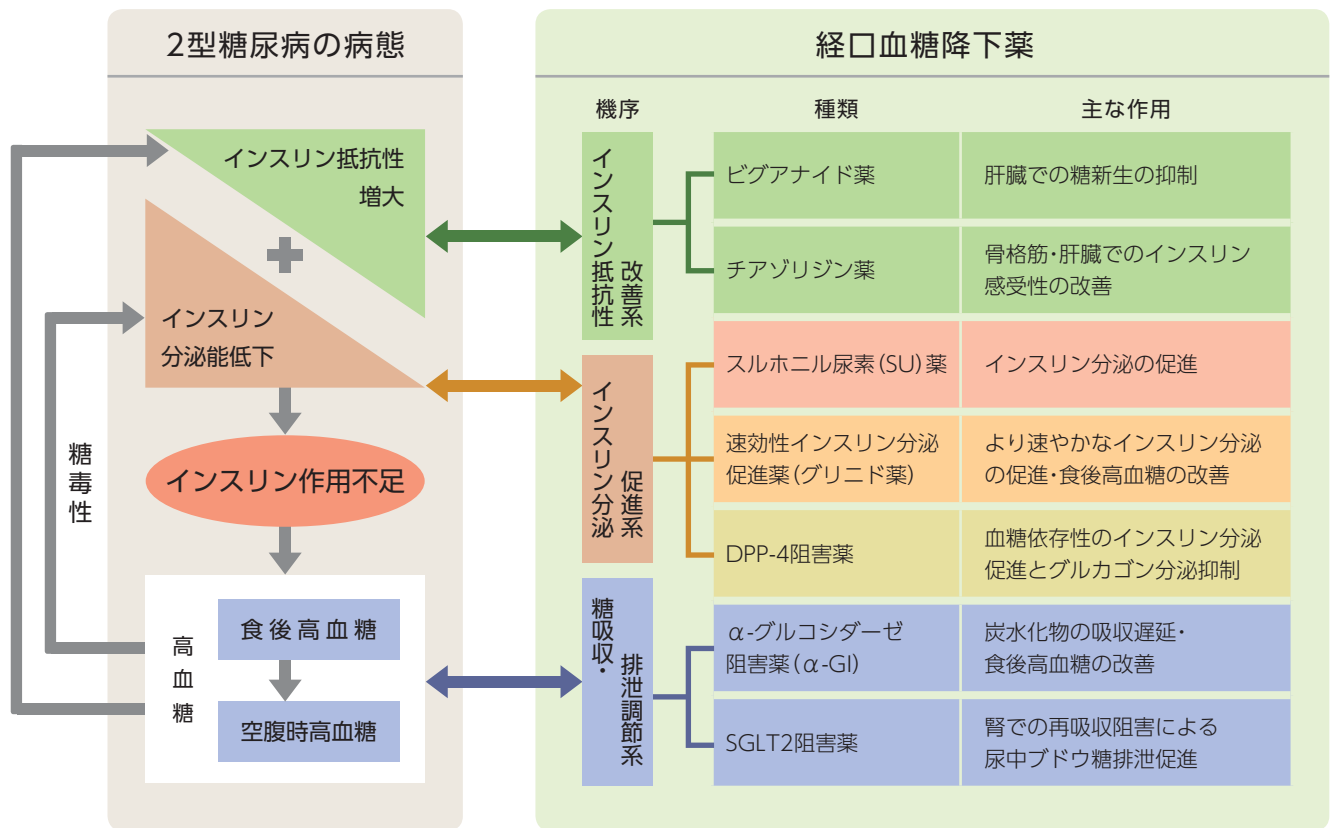 2型糖尿病の病態
インスリン抵抗性
増大
インスリン
分泌能低下
インスリン作用不足
糖毒性
高血糖
食後高血糖
空腹時高血糖
経口血糖降下薬
機序
種類
主な作用
インスリン抵抗性
改善系
ビグアナイド薬
肝臓での糖新生の抑制
チアゾリジン薬
骨格筋・肝臓でのインスリン
感受性の改善
インスリン分泌
促進系
スルホニル尿素(SU)薬
インスリン分泌の促進
速効性インスリン分泌
促進薬(グリニド薬)
より速やかなインスリン分泌
の促進・食後高血糖の改善
DPP-4阻害薬
血糖依存性のインスリン分泌
促進とグルカゴン分泌抑制
糖吸収・
排泄調節系
α-グルコシダーゼ
阻害薬(α-GI)
炭水化物の吸収遅延・
食後高血糖の改善
SGLT2阻害薬
腎での再吸収阻害による
尿中ブドウ糖排泄促進